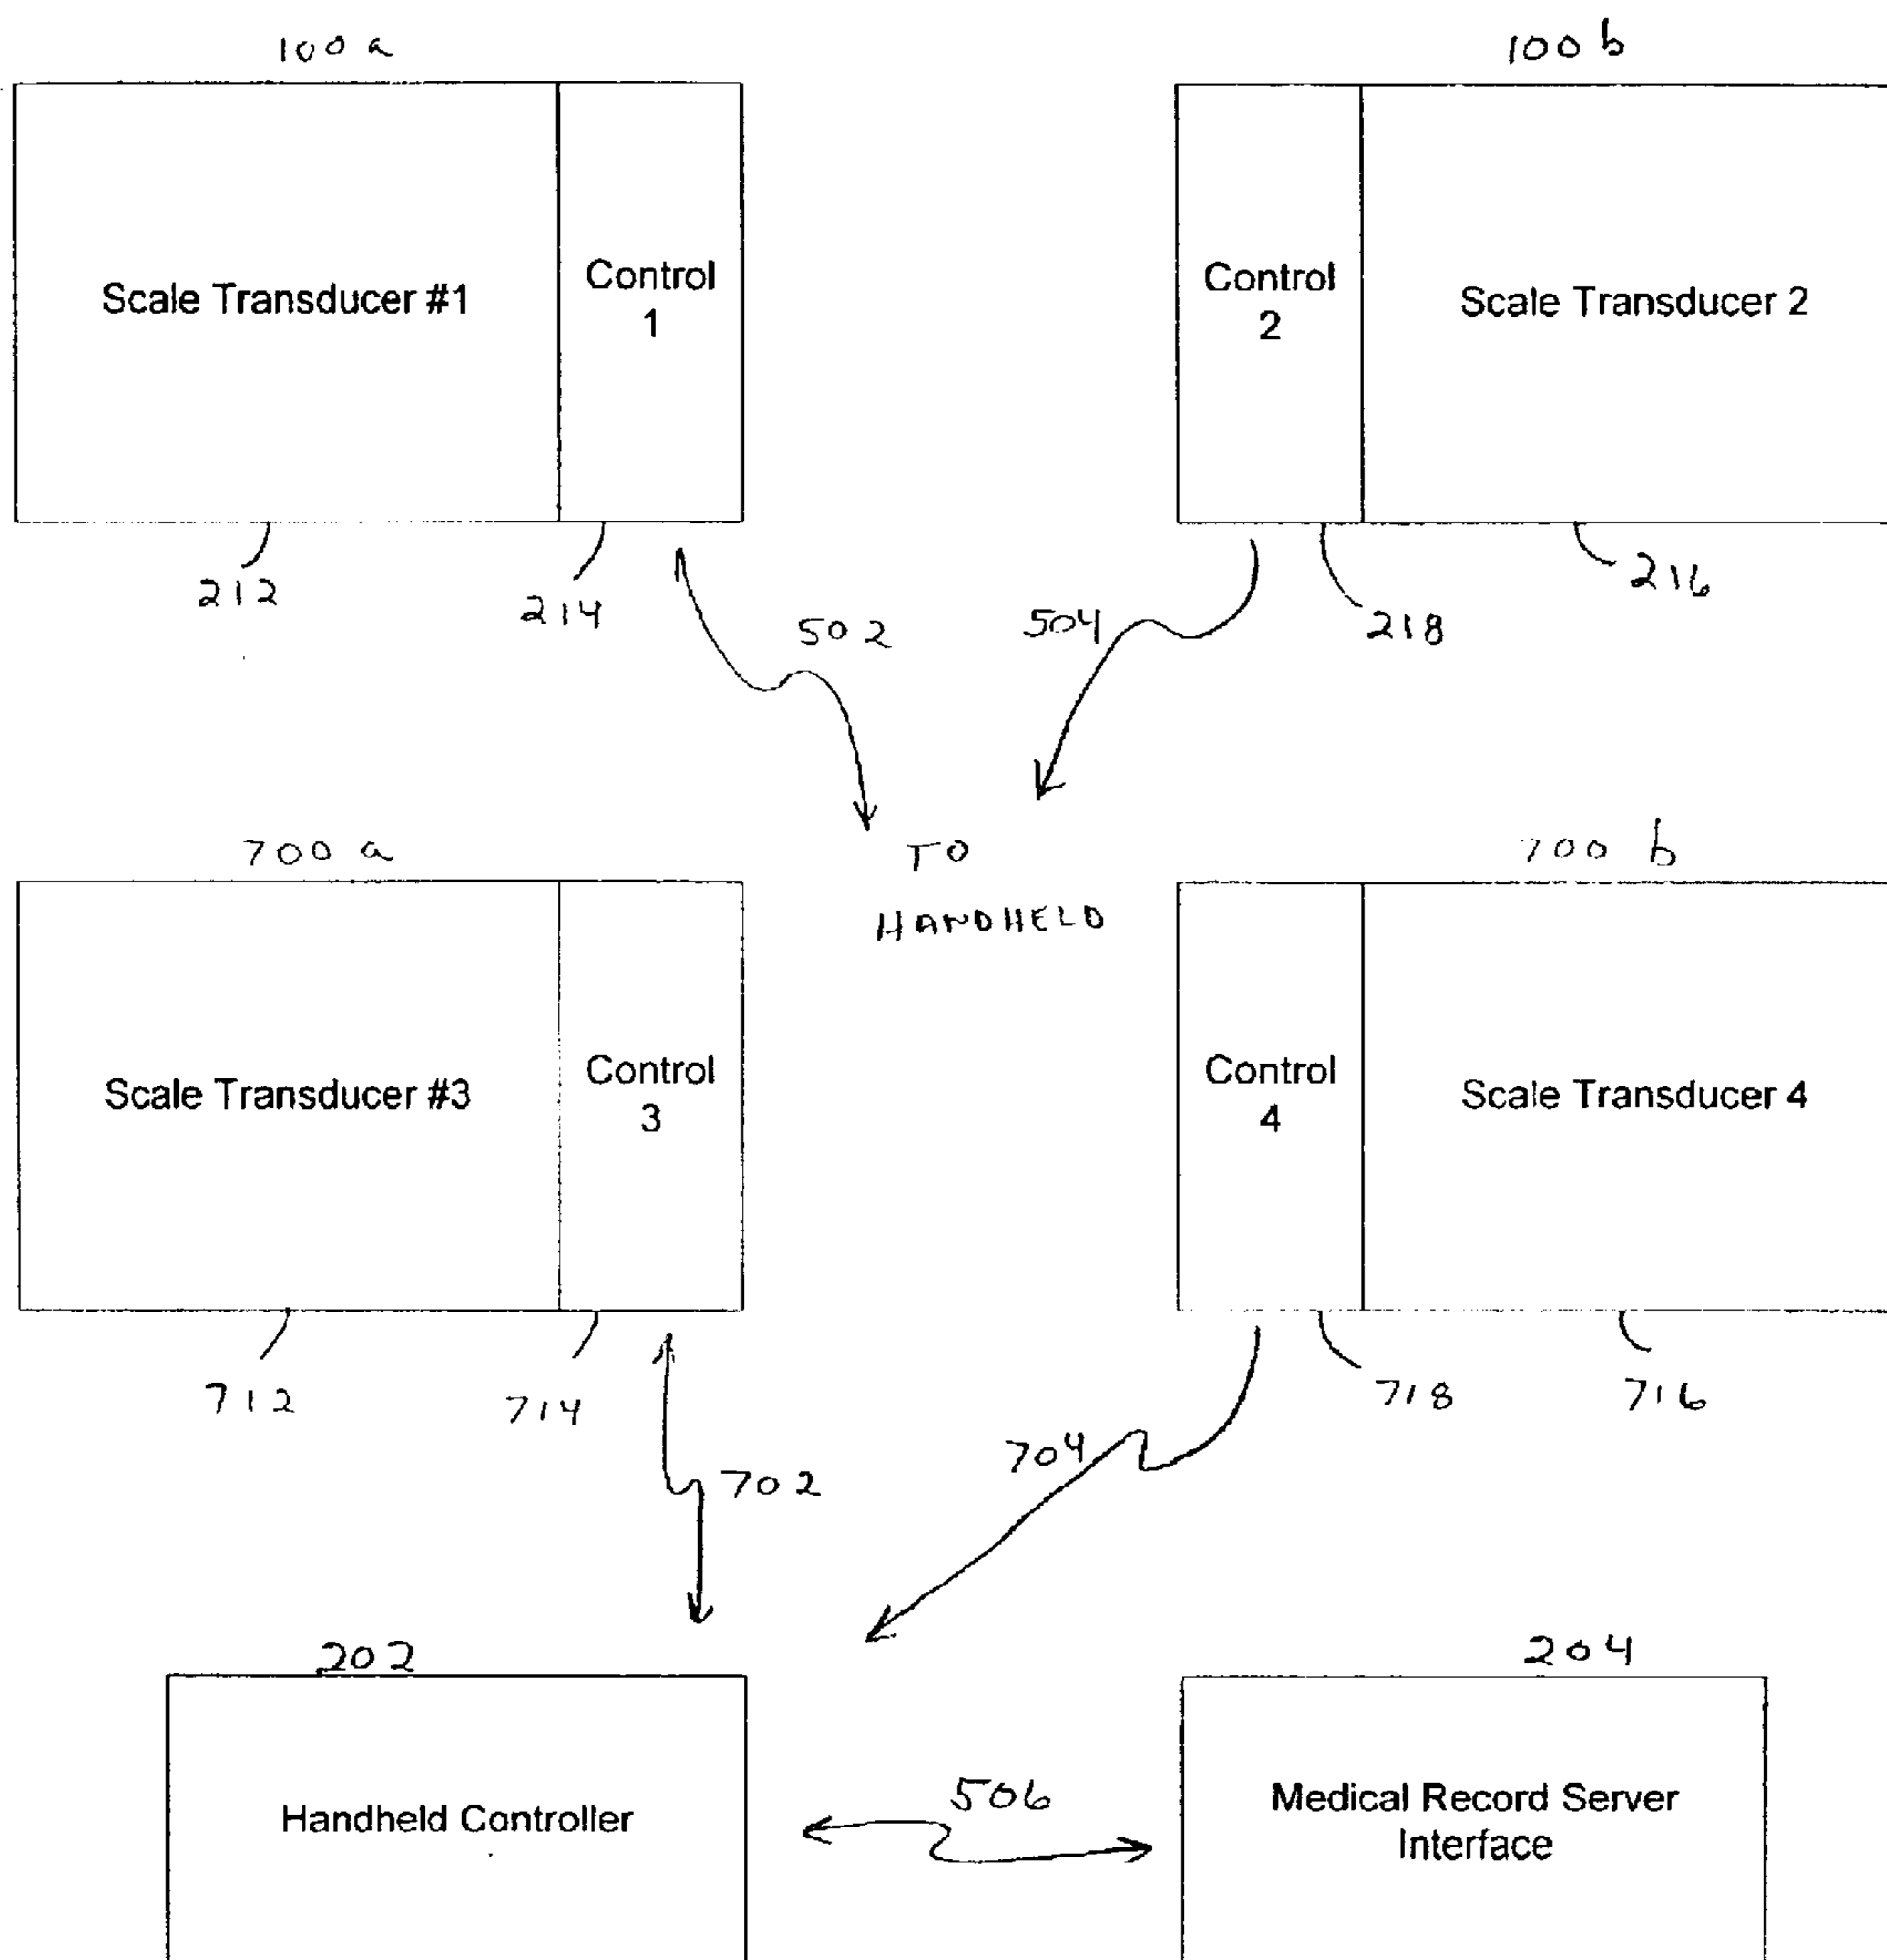 100 a
100 b
Scale Transducer #1
Control
1
Control
2
Scale Transducer 2
212
214
502
504
218
216
700 a
TO
HANDHELD
700 b
Scale Transducer #3
Control
3
Control
4
Scale Transducer 4
712
714
702
704
718
716
202
204
Handheld Controller
506
Medical Record Server
Interface